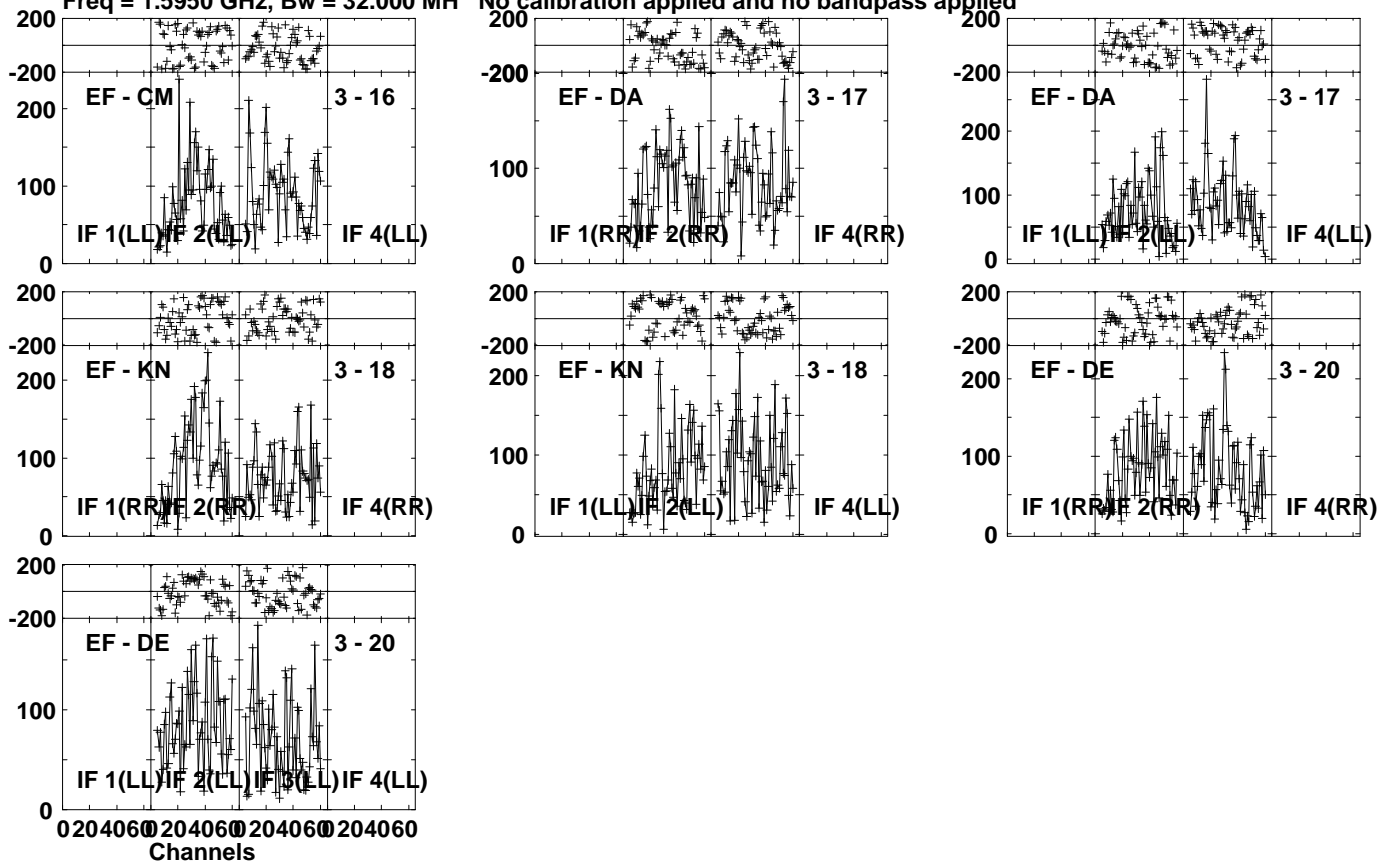 Freq = 1.5950 GHz, Bw = 32.000 MH No calibration applied and no bandpass applied
200
-200
EF - CM 3 - 16
200
100
IF 1(LL) IF 2(LL) IF 4(LL)
0
200
-200
EF - DA 3 - 17
200
100
IF 1(RR) IF 2(RR) IF 4(RR)
0
200
-200
EF - DA 3 - 17
200
100
IF 1(LL) IF 2(LL) IF 4(LL)
0
200
-200
EF - KN 3 - 18
200
100
IF 1(RR) IF 2(RR) IF 4(RR)
0
200
-200
EF - KN 3 - 18
200
100
IF 1(LL) IF 2(LL) IF 4(LL)
0
200
-200
EF - DE 3 - 20
200
100
IF 1(RR) IF 2(RR) IF 4(RR)
0
200
-200
EF - DE 3 - 20
100
IF 1(LL) IF 2(LL) IF 3(LL) IF 4(LL)
0
0 20 40 60 0 20 40 60 0 20 40 60 0 20 40 60
Channels